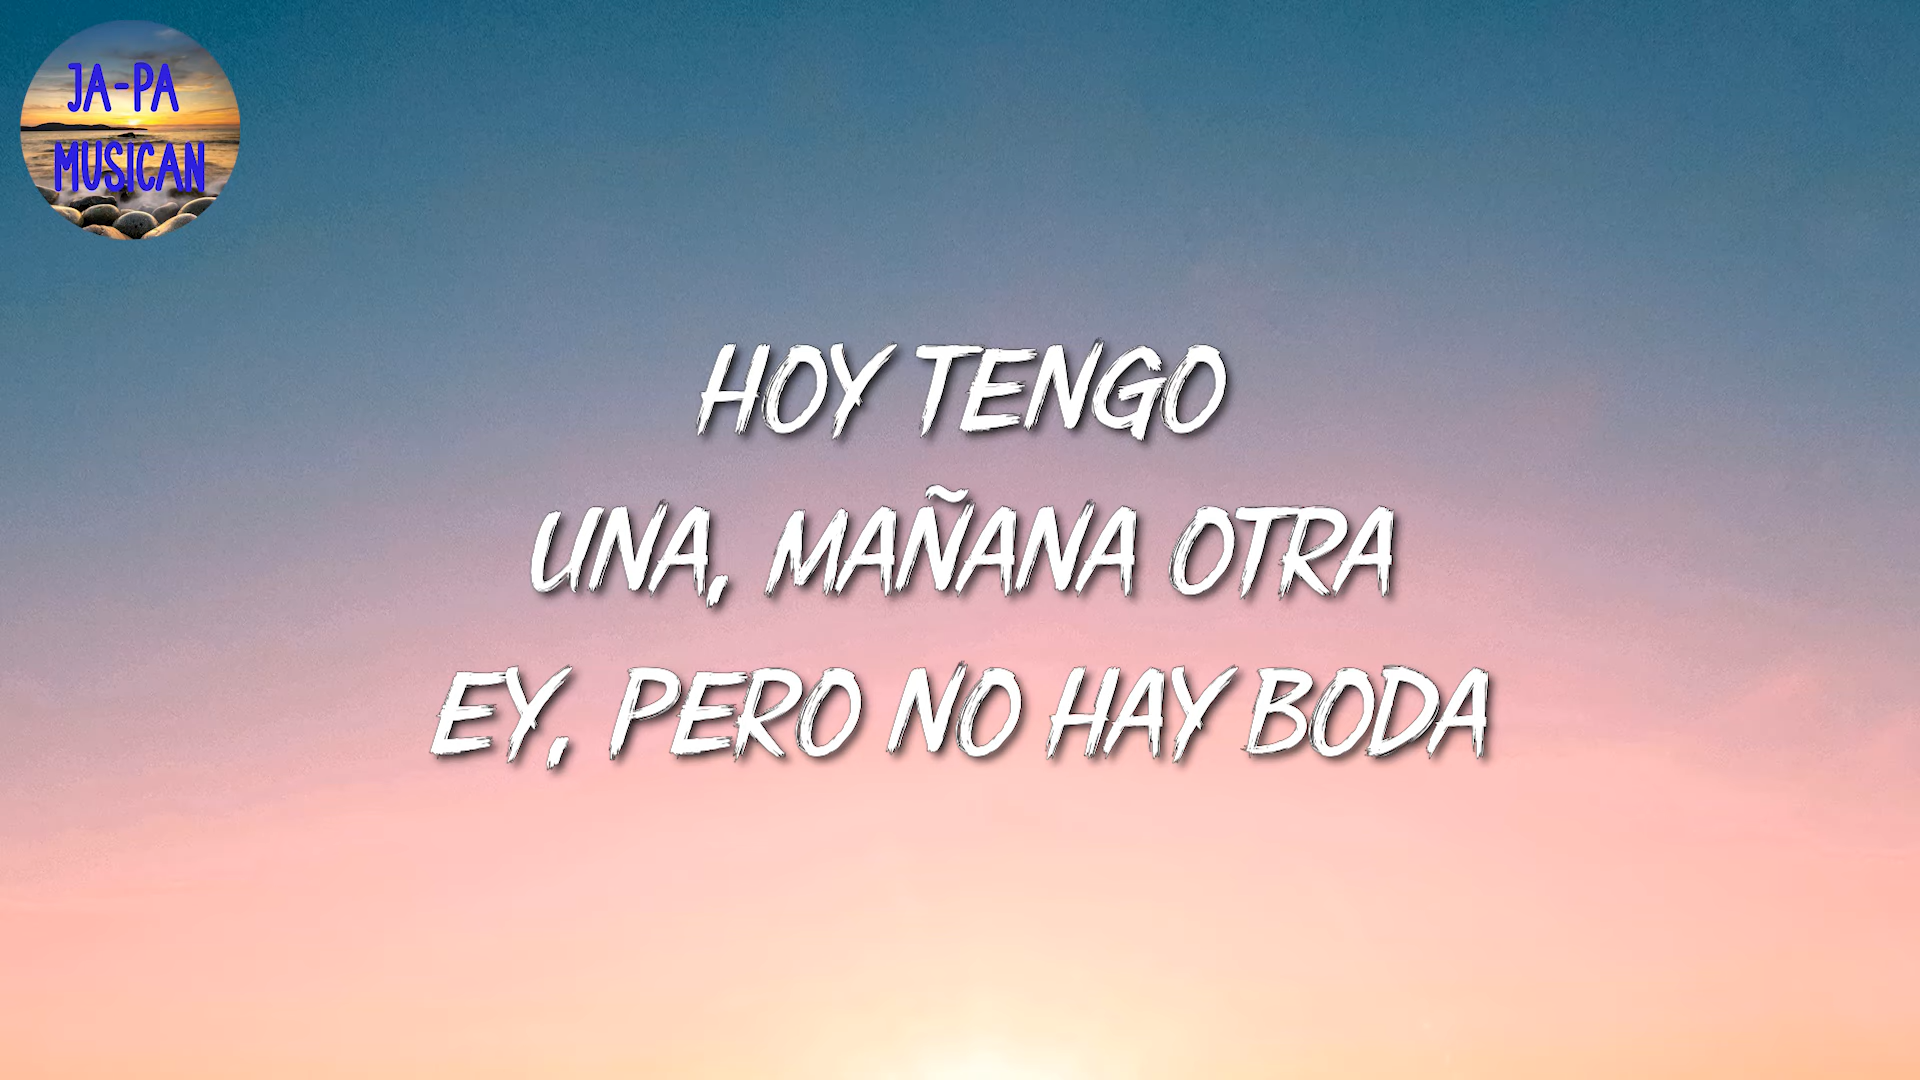 JA-PA
MUSICAN
HOY TENGO
UNA, MAÑANA OTRA
EY, PERO NO HAY BODA